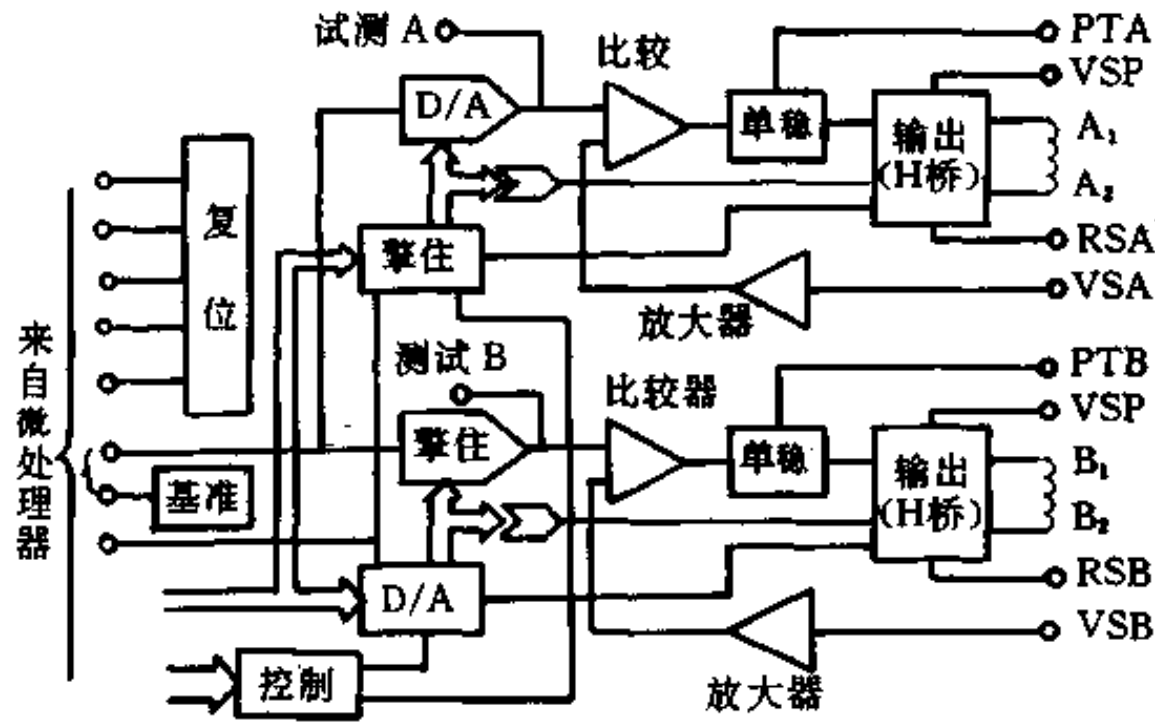 试测 A
比较
PTA
VSP
D/A
单稳
输出
(H桥)
A₁
A₂
复
位
擎住
RSA
VSA
放大器
来自微处理器
测试 B
比较器
PTB
VSP
擎住
单稳
输出
(H桥)
B₁
B₂
基准
D/A
RSB
VSB
放大器
控制